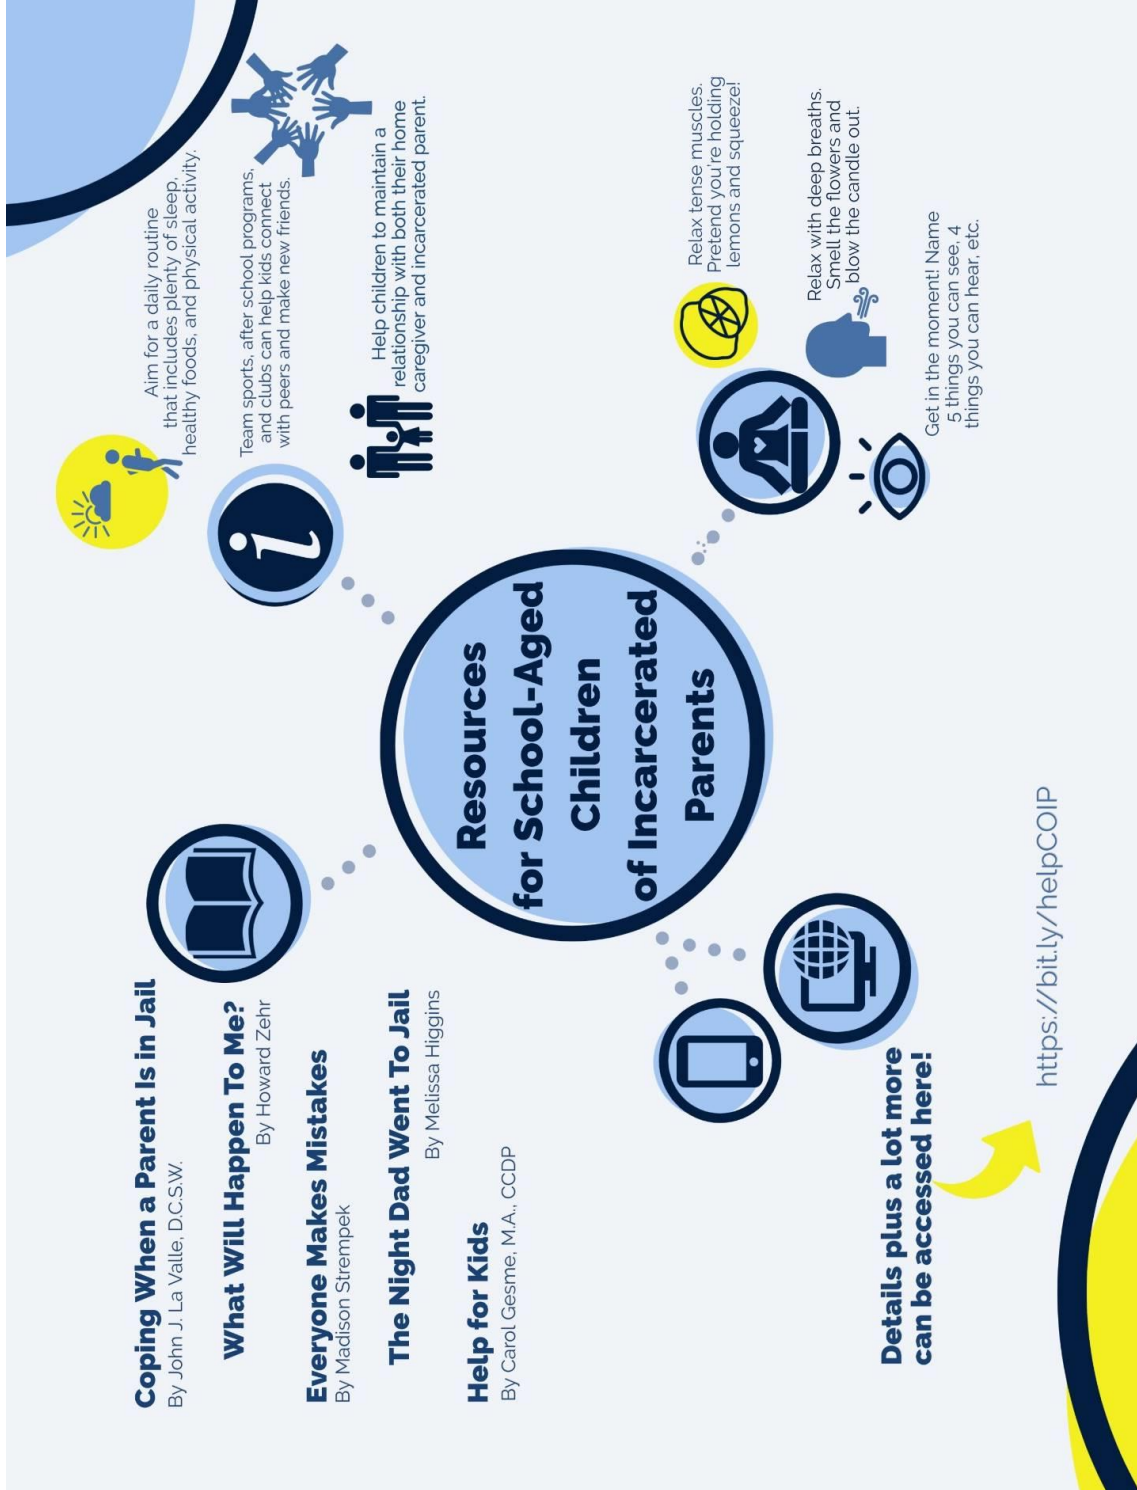 Coping When a Parent Is in Jail
By John J. La Valle, D.C.S.W.
What Will Happen To Me?
By Howard Zehr
Everyone Makes Mistakes
By Madison Strempek
The Night Dad Went To Jail
By Melissa Higgins
Help for Kids
By Carol Gesme, M.A., CCDP
Aim for a daily routine
that includes plenty of sleep,
healthy foods, and physical activity.
Team sports, after school programs,
and clubs can help kids connect
with peers and make new friends.
Help children to maintain a
relationship with both their home
caregiver and incarcerated parent.
Resources
for School-Aged
Children
of Incarcerated
Parents
Relax tense muscles.
Pretend you're holding
lemons and squeeze!
Relax with deep breaths.
Smell the flowers and
blow the candle out.
Get in the moment! Name
5 things you can see, 4
things you can hear, etc.
Details plus a lot more
can be accessed here!
https://bit.ly/helpCOIP